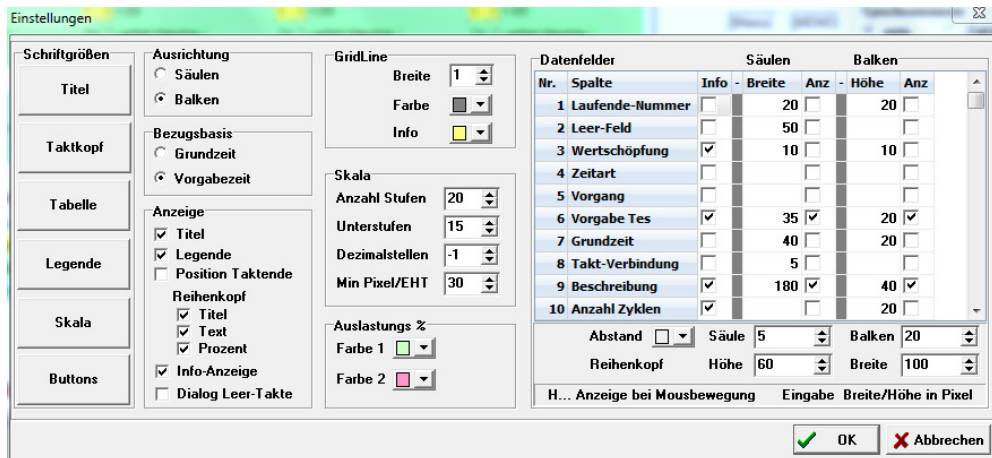 Einstellungen
Schriftgrößen
Titel
Taktkopf
Tabelle
Legende
Skala
Buttons
Ausrichtung
Säulen
Balken
Bezugsbasis
Grundzeit
Vorgabezeit
Anzeige
Titel
Legende
Position Taktende
Reihenkopf
Titel
Text
Prozent
Info-Anzeige
Dialog Leer-Takte
GridLine
Breite 1
Farbe
Info
Skala
Anzahl Stufen 20
Unterstufen 15
Dezimalstellen -1
Min Pixel/EHT 30
Auslastungs %
Farbe 1
Farbe 2
Datenfelder Säulen Balken
Nr. Spalte Info - Breite Anz - Höhe Anz
1 Laufende-Nummer 20 20
2 Leer-Feld 50
3 Wertschöpfung 10 10
4 Zeitart
5 Vorgang
6 Vorgabe Tes 35 20
7 Grundzeit 40 20
8 Takt-Verbindung 5
9 Beschreibung 180 40
10 Anzahl Zyklen 20
Abstand Säule 5 Balken 20
Reihenkopf Höhe 60 Breite 100
H... Anzeige bei Mousbewegung Eingabe Breite/Höhe in Pixel
OK Abbrechen